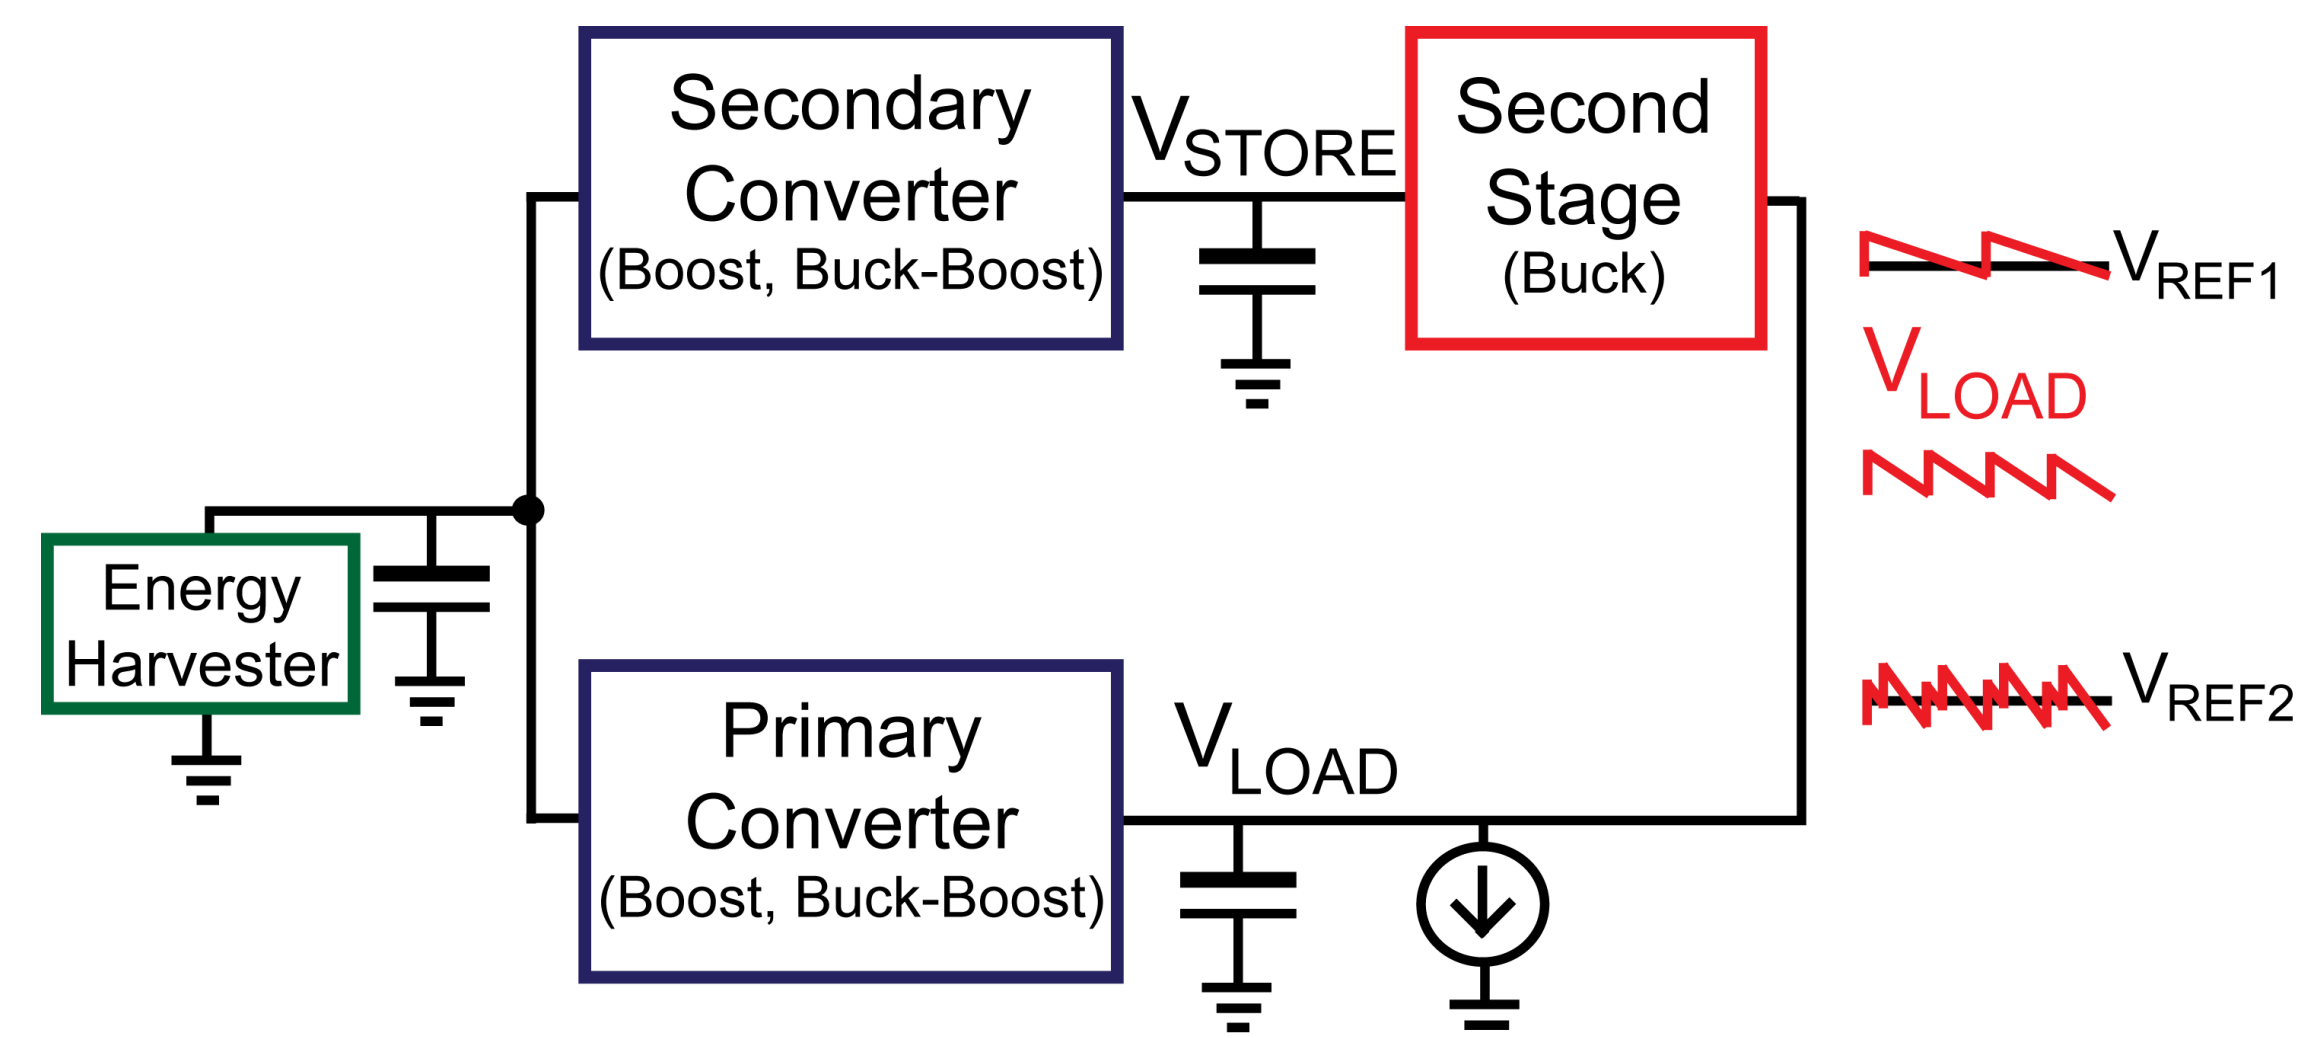 Secondary
Converter
(Boost, Buck-Boost)
VSTORE
Second
Stage
(Buck)
VREF1
VLOAD
Energy
Harvester
VREF2
Primary
Converter
(Boost, Buck-Boost)
VLOAD